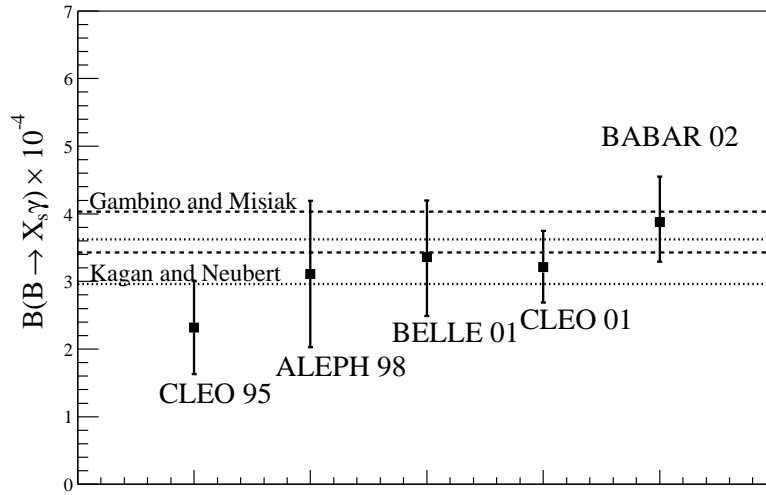 7
6
5
4
3
2
1
0
B(B → X_sγ) × 10^-4
BABAR 02
Gambino and Misiak
Kagan and Neubert
BELLE 01
CLEO 01
ALEPH 98
CLEO 95